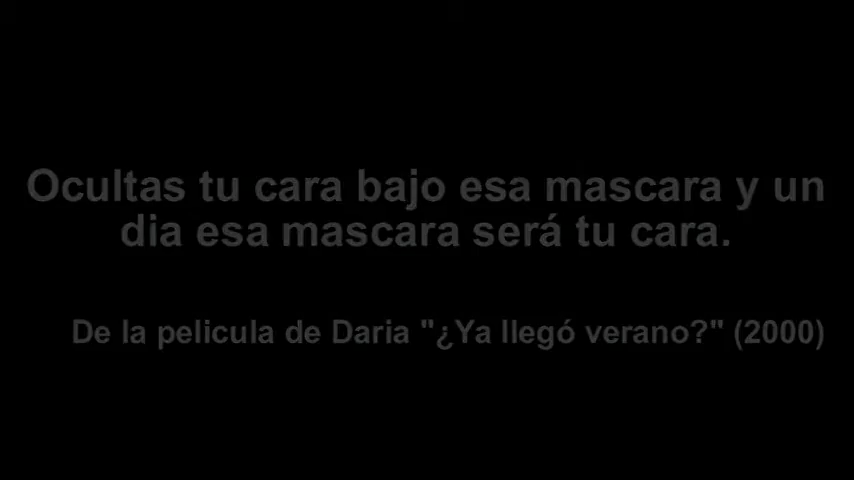 Ocultas tu cara bajo esa mascara y un
dia esa mascara será tu cara.
De la pelicula de Daria "¿Ya llegó verano?" (2000)